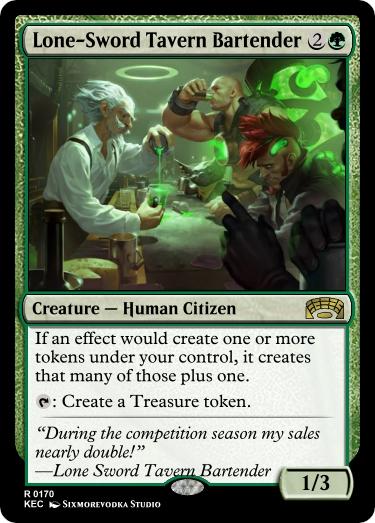 Lone-Sword Tavern Bartender 2
Creature — Human Citizen
If an effect would create one or more
tokens under your control, it creates
that many of those plus one.
: Create a Treasure token.
“During the competition season my sales
nearly double!”
—Lone Sword Tavern Bartender
1/3
R 0170
KEC Sixmorevodka Studio